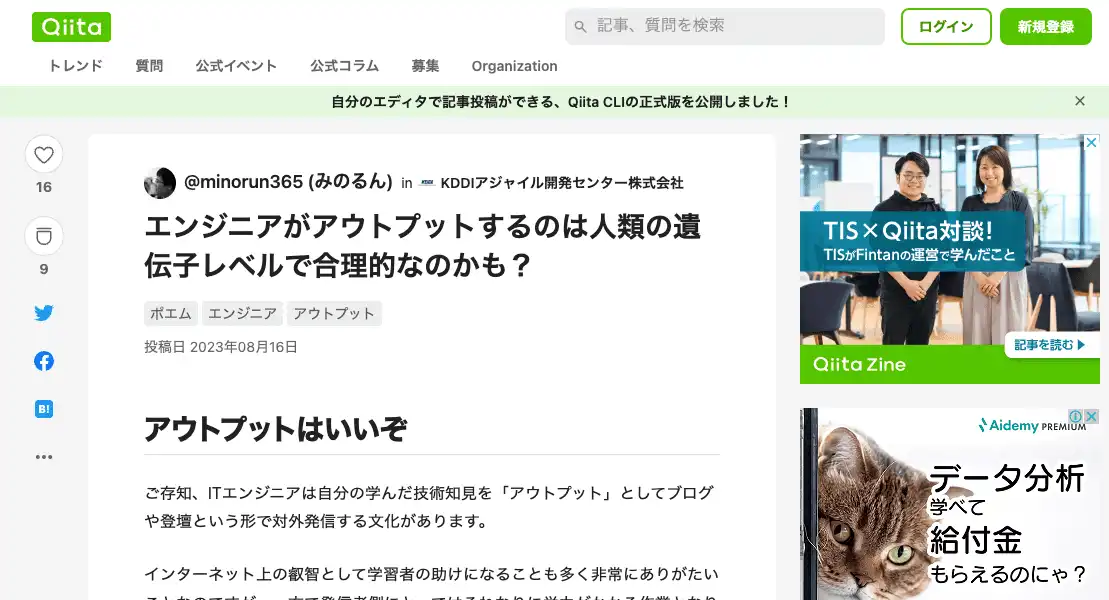 Qiita
記事、質問を検索
ログイン
新規登録
トレンド 質問 公式イベント 公式コラム 募集 Organization
自分のエディタで記事投稿ができる、Qiita CLIの正式版を公開しました！
16
9
B!
@minorun365 (みのるん) in KDDI KDDIアジャイル開発センター株式会社
エンジニアがアウトプットするのは人類の遺
伝子レベルで合理的なのかも？
ポエム エンジニア アウトプット
投稿日 2023年08月16日
アウトプットはいいぞ
ご存知、ITエンジニアは自分の学んだ技術知見を「アウトプット」としてブログ
や登壇という形で対外発信する文化があります。
インターネット上の叡智として学習者の助けになることも多く非常にありがたい
TIS×Qiita対談!
TISがFintanの運営で学んだこと
記事を読む
Qiita Zine
Aidemy PREMIUM
データ分析
学べて
給付金
もらえるのにゃ？